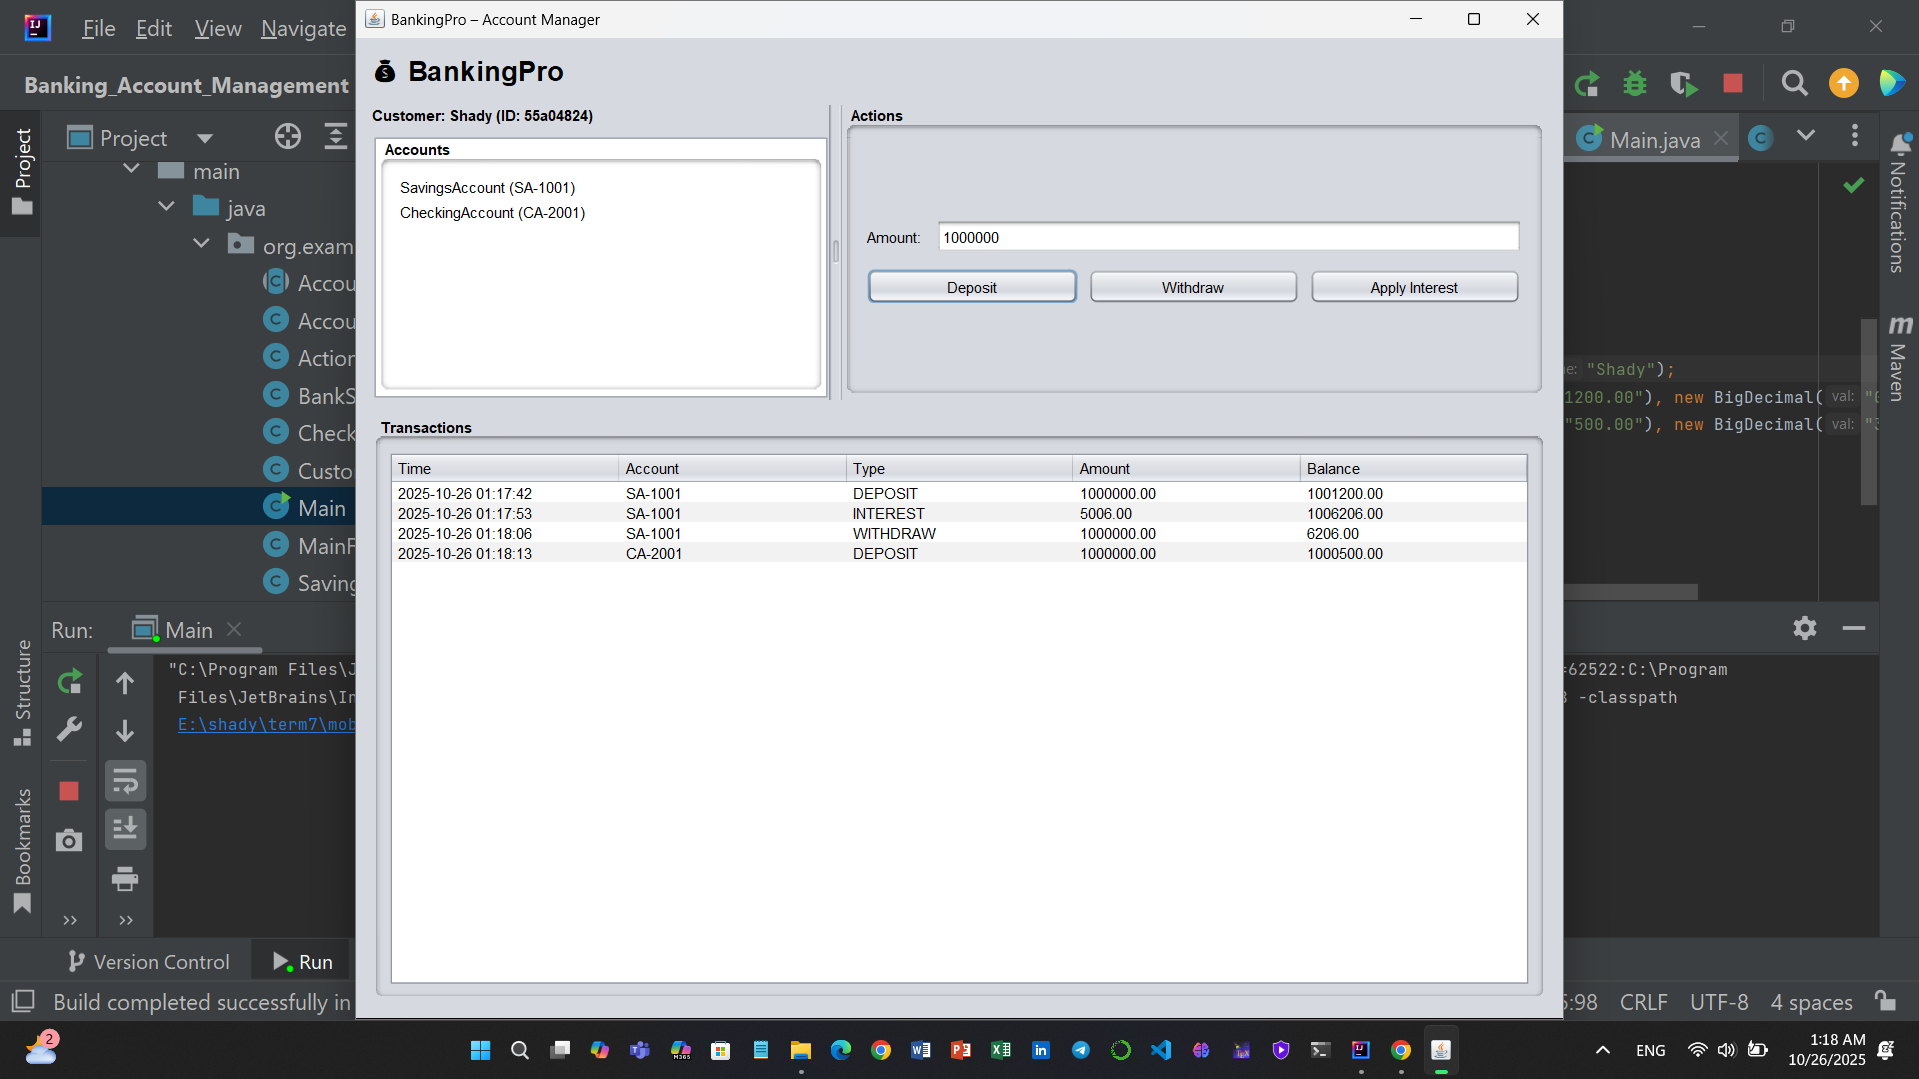 File Edit View Navigate
BankingPro – Account Manager
BankingPro
Banking_Account_Management
Customer: Shady (ID: 55a04824)
Actions
Project
Project
Main.java
Accounts
SavingsAccount (SA-1001)
CheckingAccount (CA-2001)
Amount: 1000000
Deposit Withdraw Apply Interest
main
java
org.exam
Accou
Accou
Action
BankS
Check
Custo
Main
MainF
Saving
Notifications
Maven
"Shady");
1200.00"), new BigDecimal( val:
"500.00"), new BigDecimal( val:
Transactions
Time Account Type Amount Balance
2025-10-26 01:17:42 SA-1001 DEPOSIT 1000000.00 1001200.00
2025-10-26 01:17:53 SA-1001 INTEREST 5006.00 1006206.00
2025-10-26 01:18:06 SA-1001 WITHDRAW 1000000.00 6206.00
2025-10-26 01:18:13 CA-2001 DEPOSIT 1000000.00 1000500.00
Run: Main
Structure
Bookmarks
"C:\Program Files\J
Files\JetBrains\In
E:\shady\term7\mob
=62522:C:\Program
-classpath
Version Control Run
Build completed successfully in
:98 CRLF UTF-8 4 spaces
2
ENG
1:18 AM
10/26/2025